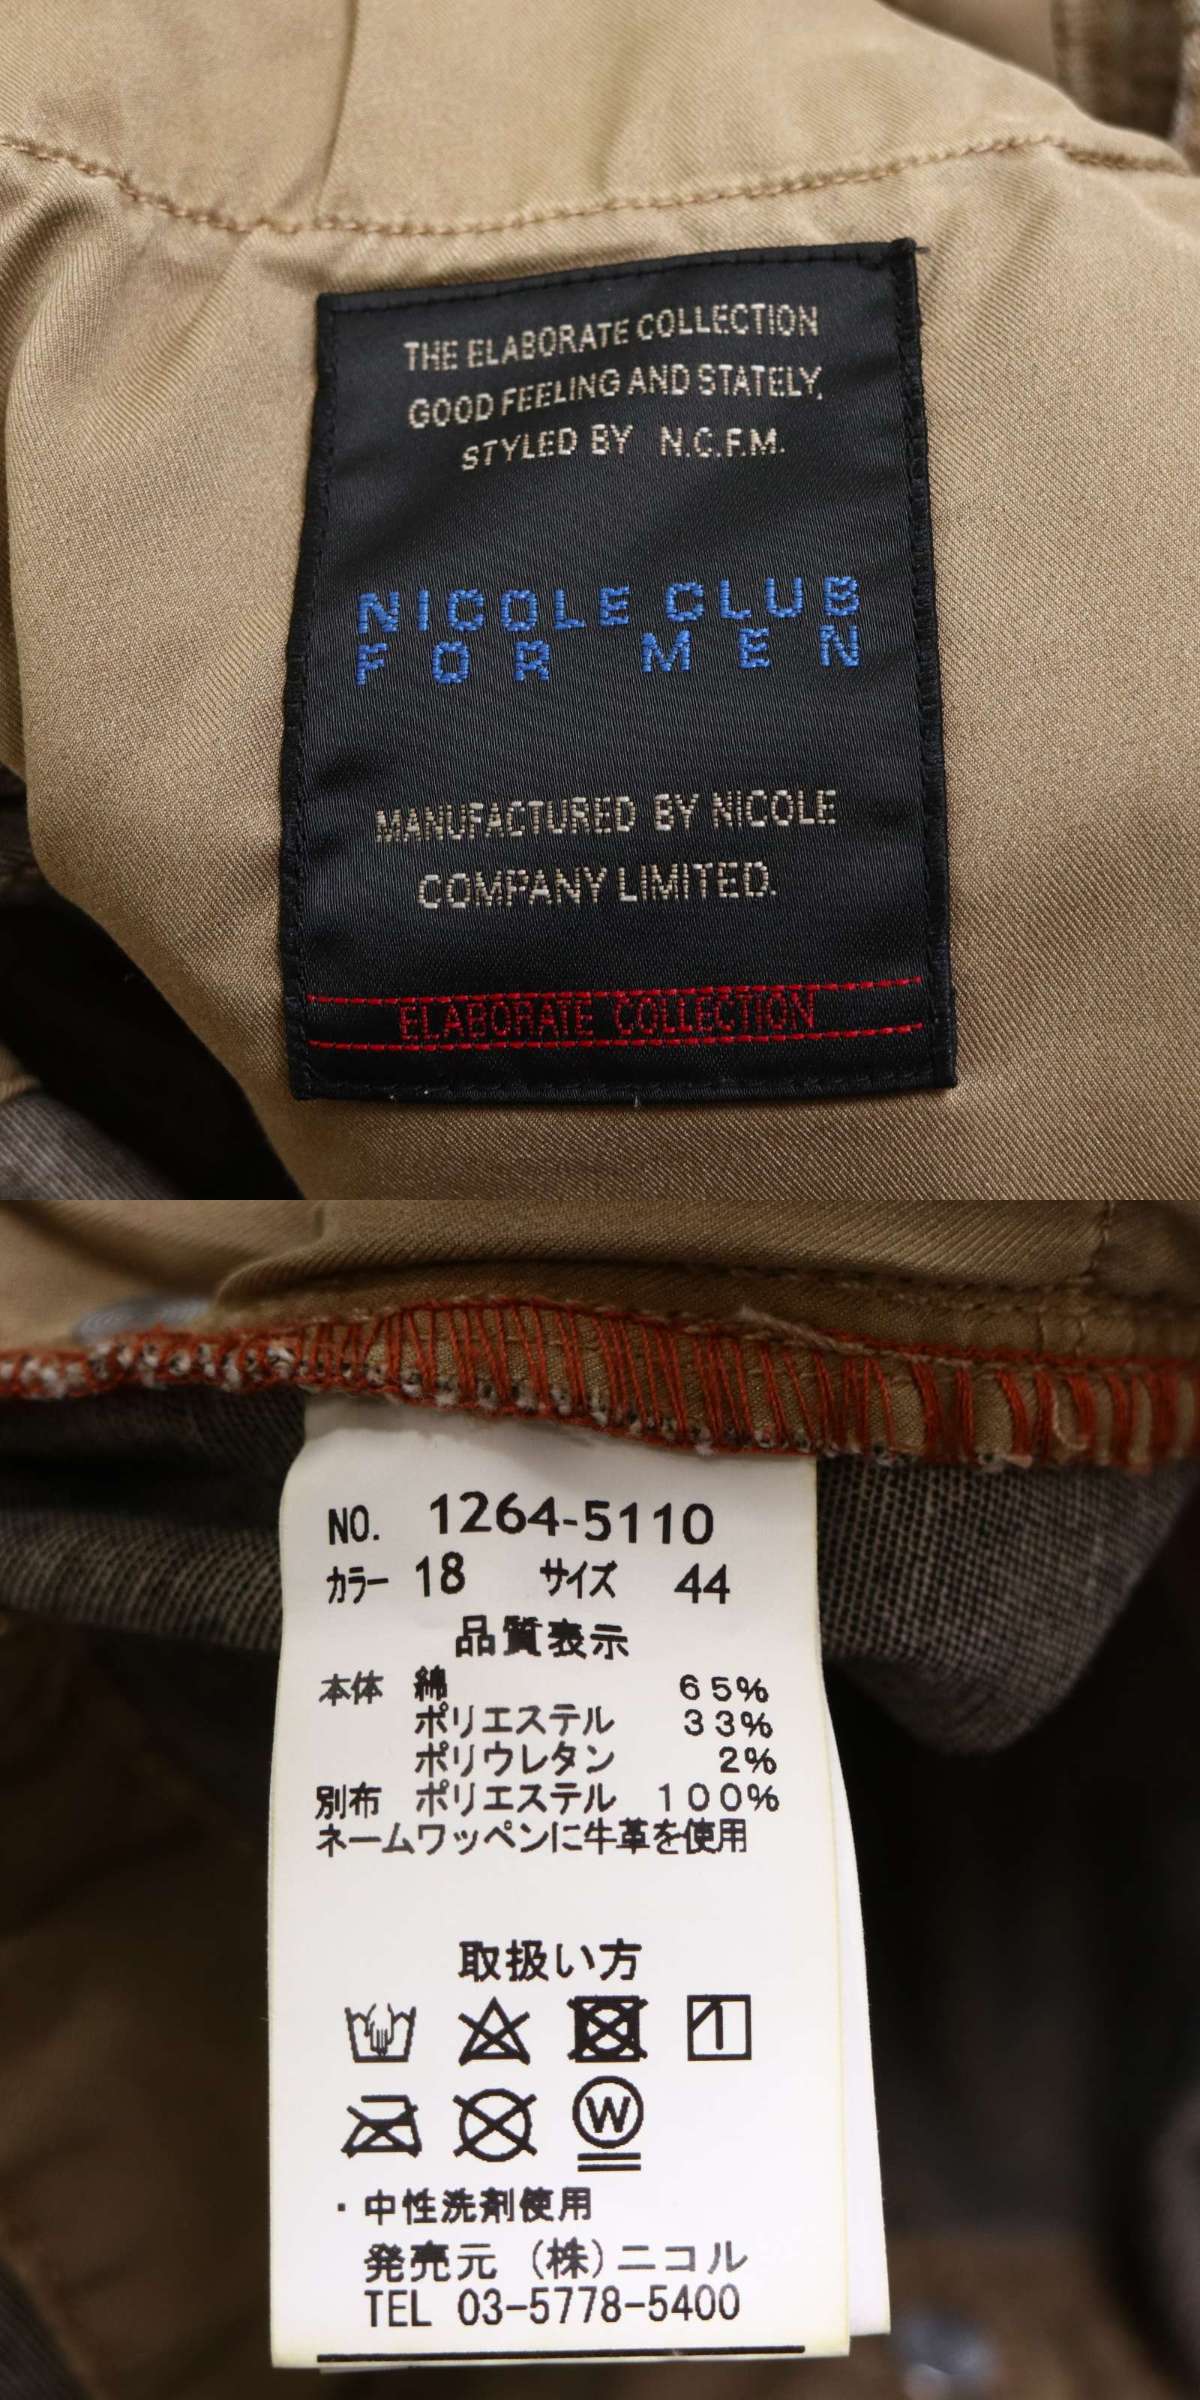 THE ELABORATE COLLECTION
GOOD FEELING AND STATELY,
STYLED BY N.C.F.M.
NICOLE CLUB
FOR MEN
MANUFACTURED BY NICOLE
COMPANY LIMITED.
ELABORATE COLLECTION
NO. 1264-5110
カラー 18 サイズ 44
品質表示
本体 綿 65%
ポリエステル 33%
ポリウレタン 2%
別布 ポリエステル 100%
ネームワッペンに牛革を使用
取扱い方
W
・中性洗剤使用
発売元 (株)ニコル
TEL 03-5778-5400